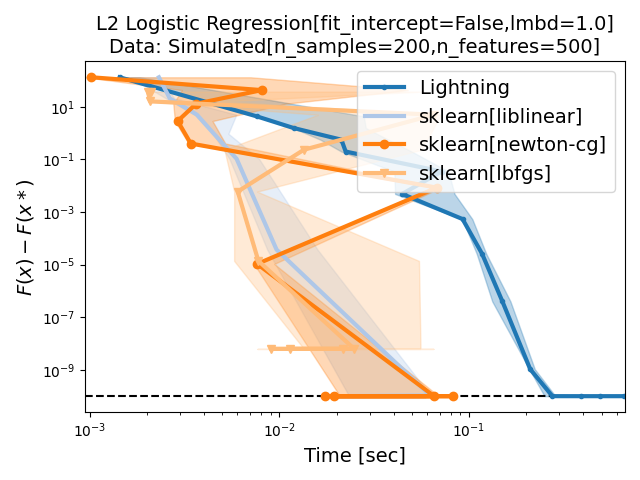 L2 Logistic Regression[fit_intercept=False,lmbd=1.0]
Data: Simulated[n_samples=200,n_features=500]
Lightning
sklearn[liblinear]
sklearn[newton-cg]
sklearn[lbfgs]
F(x) − F(x*)
10¹
10⁻¹
10⁻³
10⁻⁵
10⁻⁷
10⁻⁹
10⁻³ 10⁻² 10⁻¹
Time [sec]